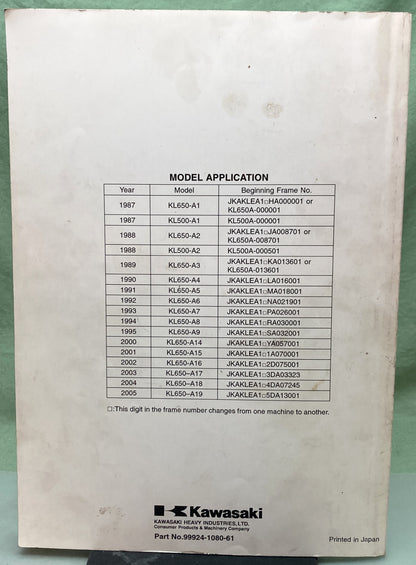 MODEL APPLICATION
Year Model Beginning Frame No.
1987 KL650-A1 JKAKLEA1□HA000001 or
KL650A-000001
1987 KL500-A1 KL500A-000001
1988 KL650-A2 JKAKLEA1□JA008701 or
KL650A-008701
1988 KL500-A2 KL500A-000501
1989 KL650-A3 JKAKLEA1□KA013601 or
KL650A-013601
1990 KL650-A4 JKAKLEA1□LA016001
1991 KL650-A5 JKAKLEA1□MA018001
1992 KL650-A6 JKAKLEA1□NA021901
1993 KL650-A7 JKAKLEA1□PA026001
1994 KL650-A8 JKAKLEA1□RA030001
1995 KL650-A9 JKAKLEA1□SA032001
2000 KL650-A14 JKAKLEA1□YA057001
2001 KL650-A15 JKAKLEA1□1A070001
2002 KL650-A16 JKAKLEA1□2D075001
2003 KL650–A17 JKAKLEA1□3DA03323
2004 KL650–A18 JKAKLEA1□4DA07245
2005 KL650–A19 JKAKLEA1□5DA13001
□:This digit in the frame number changes from one machine to another.
Kawasaki
KAWASAKI HEAVY INDUSTRIES, LTD.
Consumer Products & Machinery Company
Part No.99924-1080-61
Printed in Japan